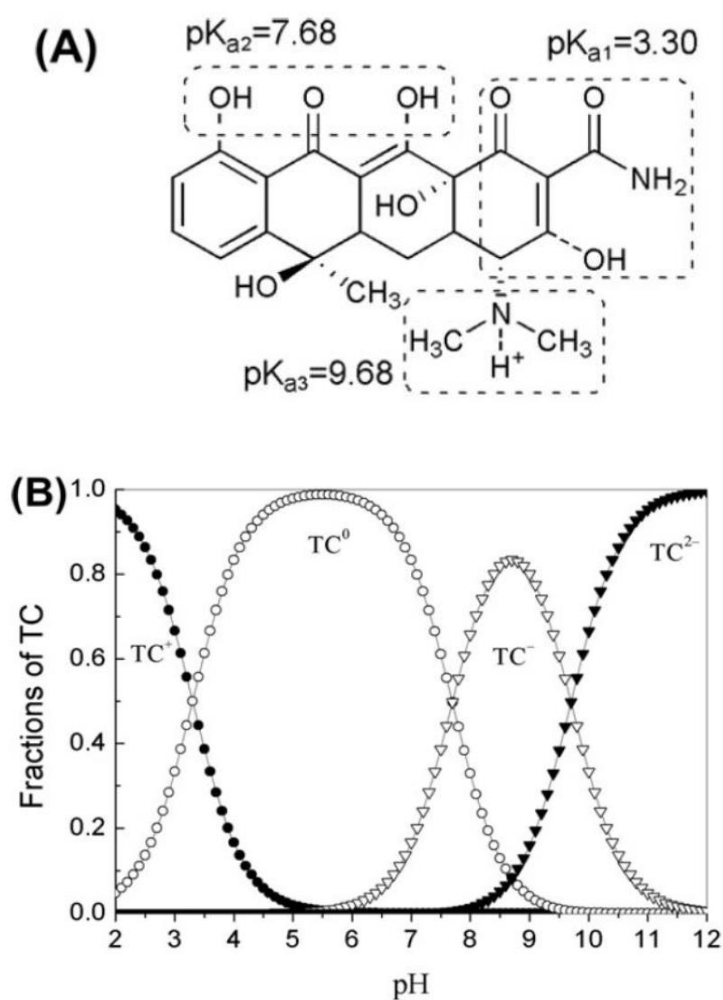 (A)
pKa2=7.68
pKa1=3.30
OH O OH O O
NH2
HO
OH
HO
CH3
N
H3C CH3
H+
pKa3=9.68
(B)
1.0
0.8
0.6
0.4
0.2
0.0
Fractions of TC
TC+
TC0
TC−
TC2−
2 3 4 5 6 7 8 9 10 11 12
pH